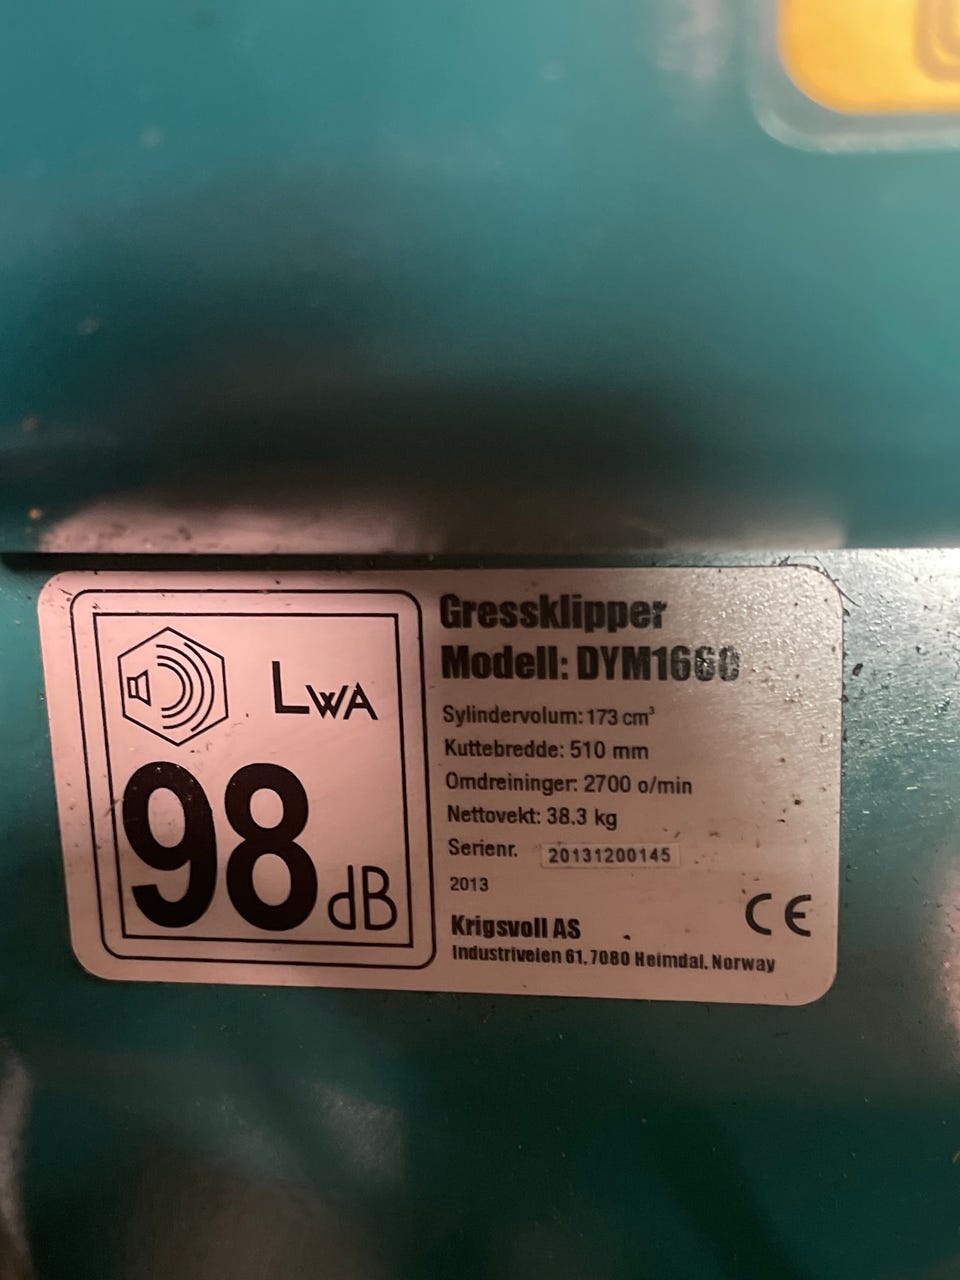 LWA
98 dB
Gressklipper
Modell: DYM1660
Sylindervolum: 173 cm³
Kuttebredde: 510 mm
Omdreininger: 2700 o/min
Nettovekt: 38.3 kg
Serienr. 20131200145
2013
Krigsvoll AS
Industriveien 61, 7080 Heimdal, Norway
CE